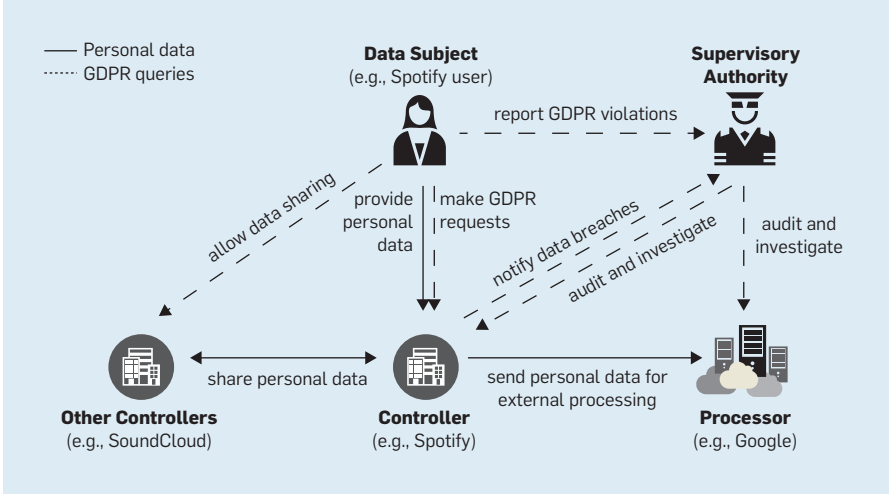 Personal data
GDPR queries
Data Subject
(e.g., Spotify user)
Supervisory
Authority
report GDPR violations
allow data sharing
provide
personal
data
make GDPR
requests
notify data breaches
audit and investigate
audit and
investigate
share personal data
send personal data for
external processing
Other Controllers
(e.g., SoundCloud)
Controller
(e.g., Spotify)
Processor
(e.g., Google)